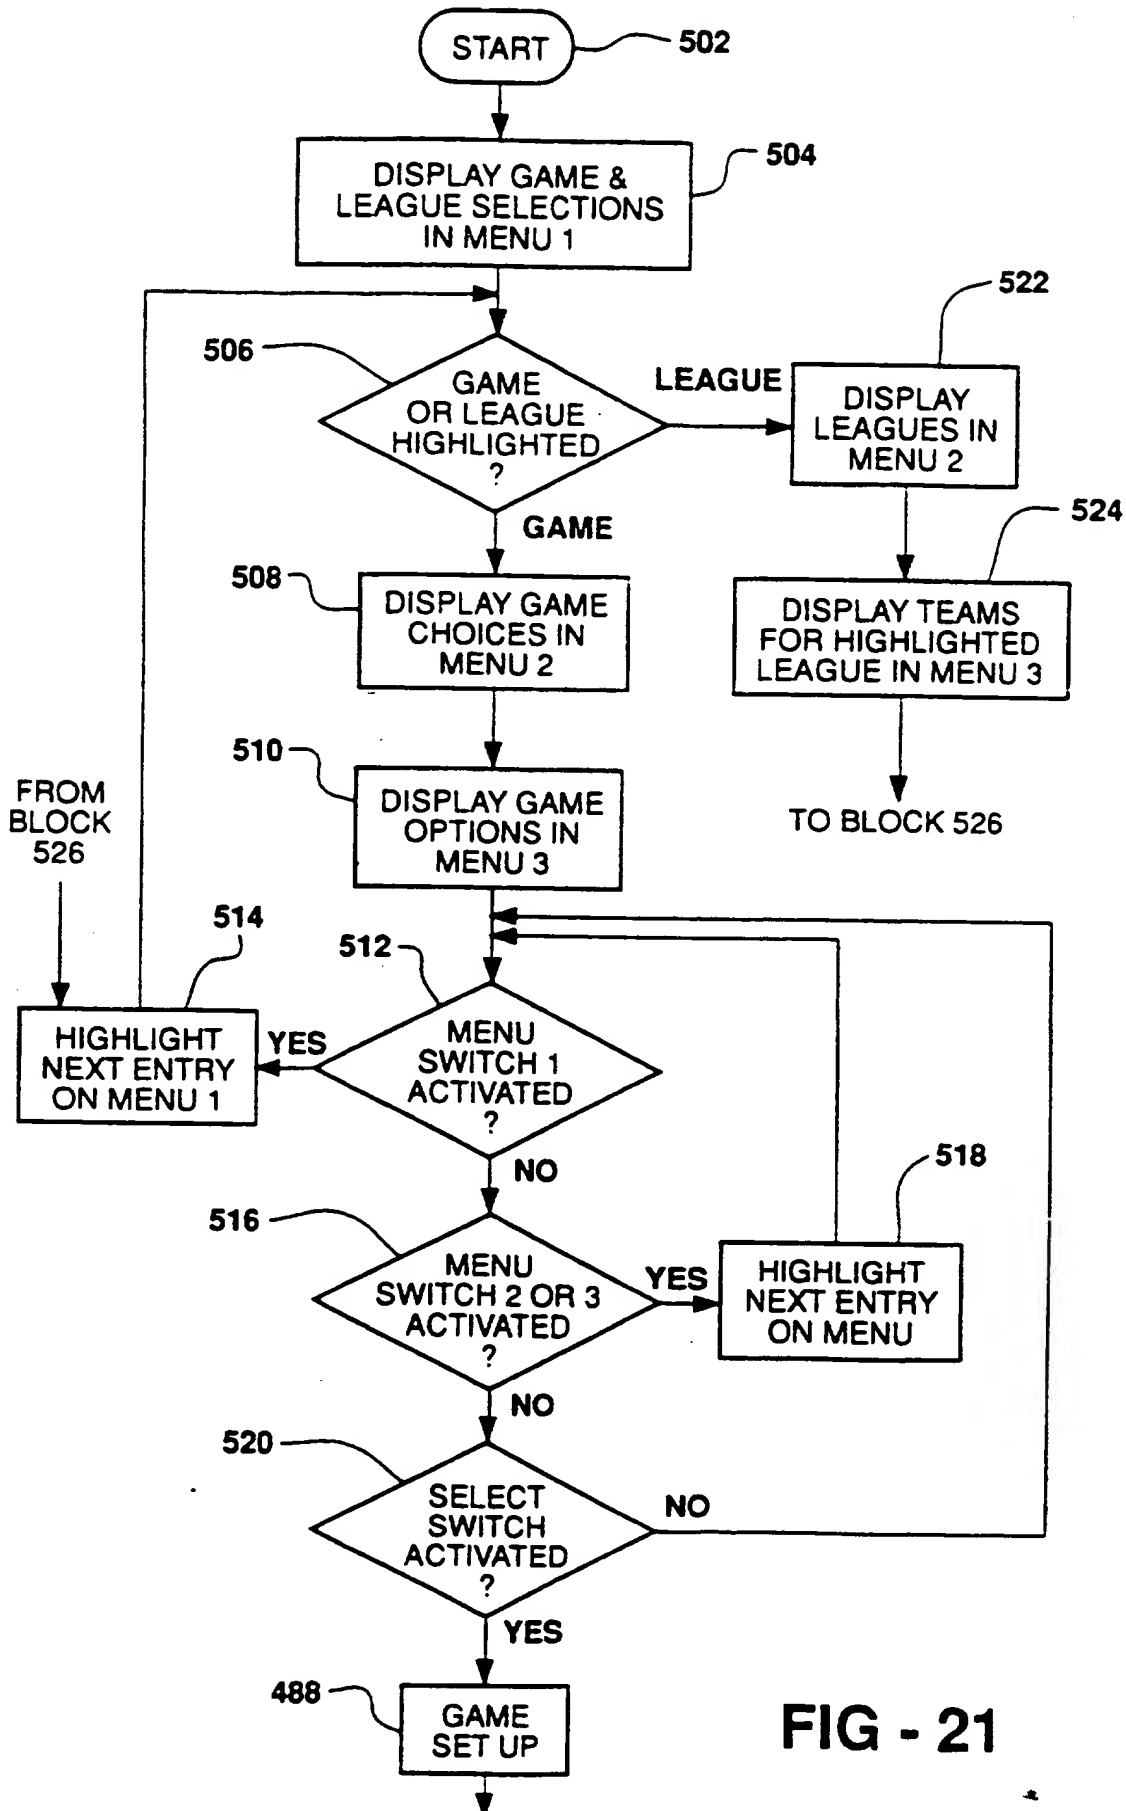 START
502
DISPLAY GAME &
LEAGUE SELECTIONS
IN MENU 1
504
522
506
GAME
OR LEAGUE
HIGHLIGHTED
?
LEAGUE
DISPLAY
LEAGUES IN
MENU 2
GAME
524
508
DISPLAY GAME
CHOICES IN
MENU 2
DISPLAY TEAMS
FOR HIGHLIGHTED
LEAGUE IN MENU 3
510
DISPLAY GAME
OPTIONS IN
MENU 3
TO BLOCK 526
FROM
BLOCK
526
514
512
HIGHLIGHT
NEXT ENTRY
ON MENU 1
YES
MENU
SWITCH 1
ACTIVATED
?
NO
518
516
MENU
SWITCH 2 OR 3
ACTIVATED
?
YES
HIGHLIGHT
NEXT ENTRY
ON MENU
NO
520
SELECT
SWITCH
ACTIVATED
?
NO
YES
488
GAME
SET UP
FIG - 21